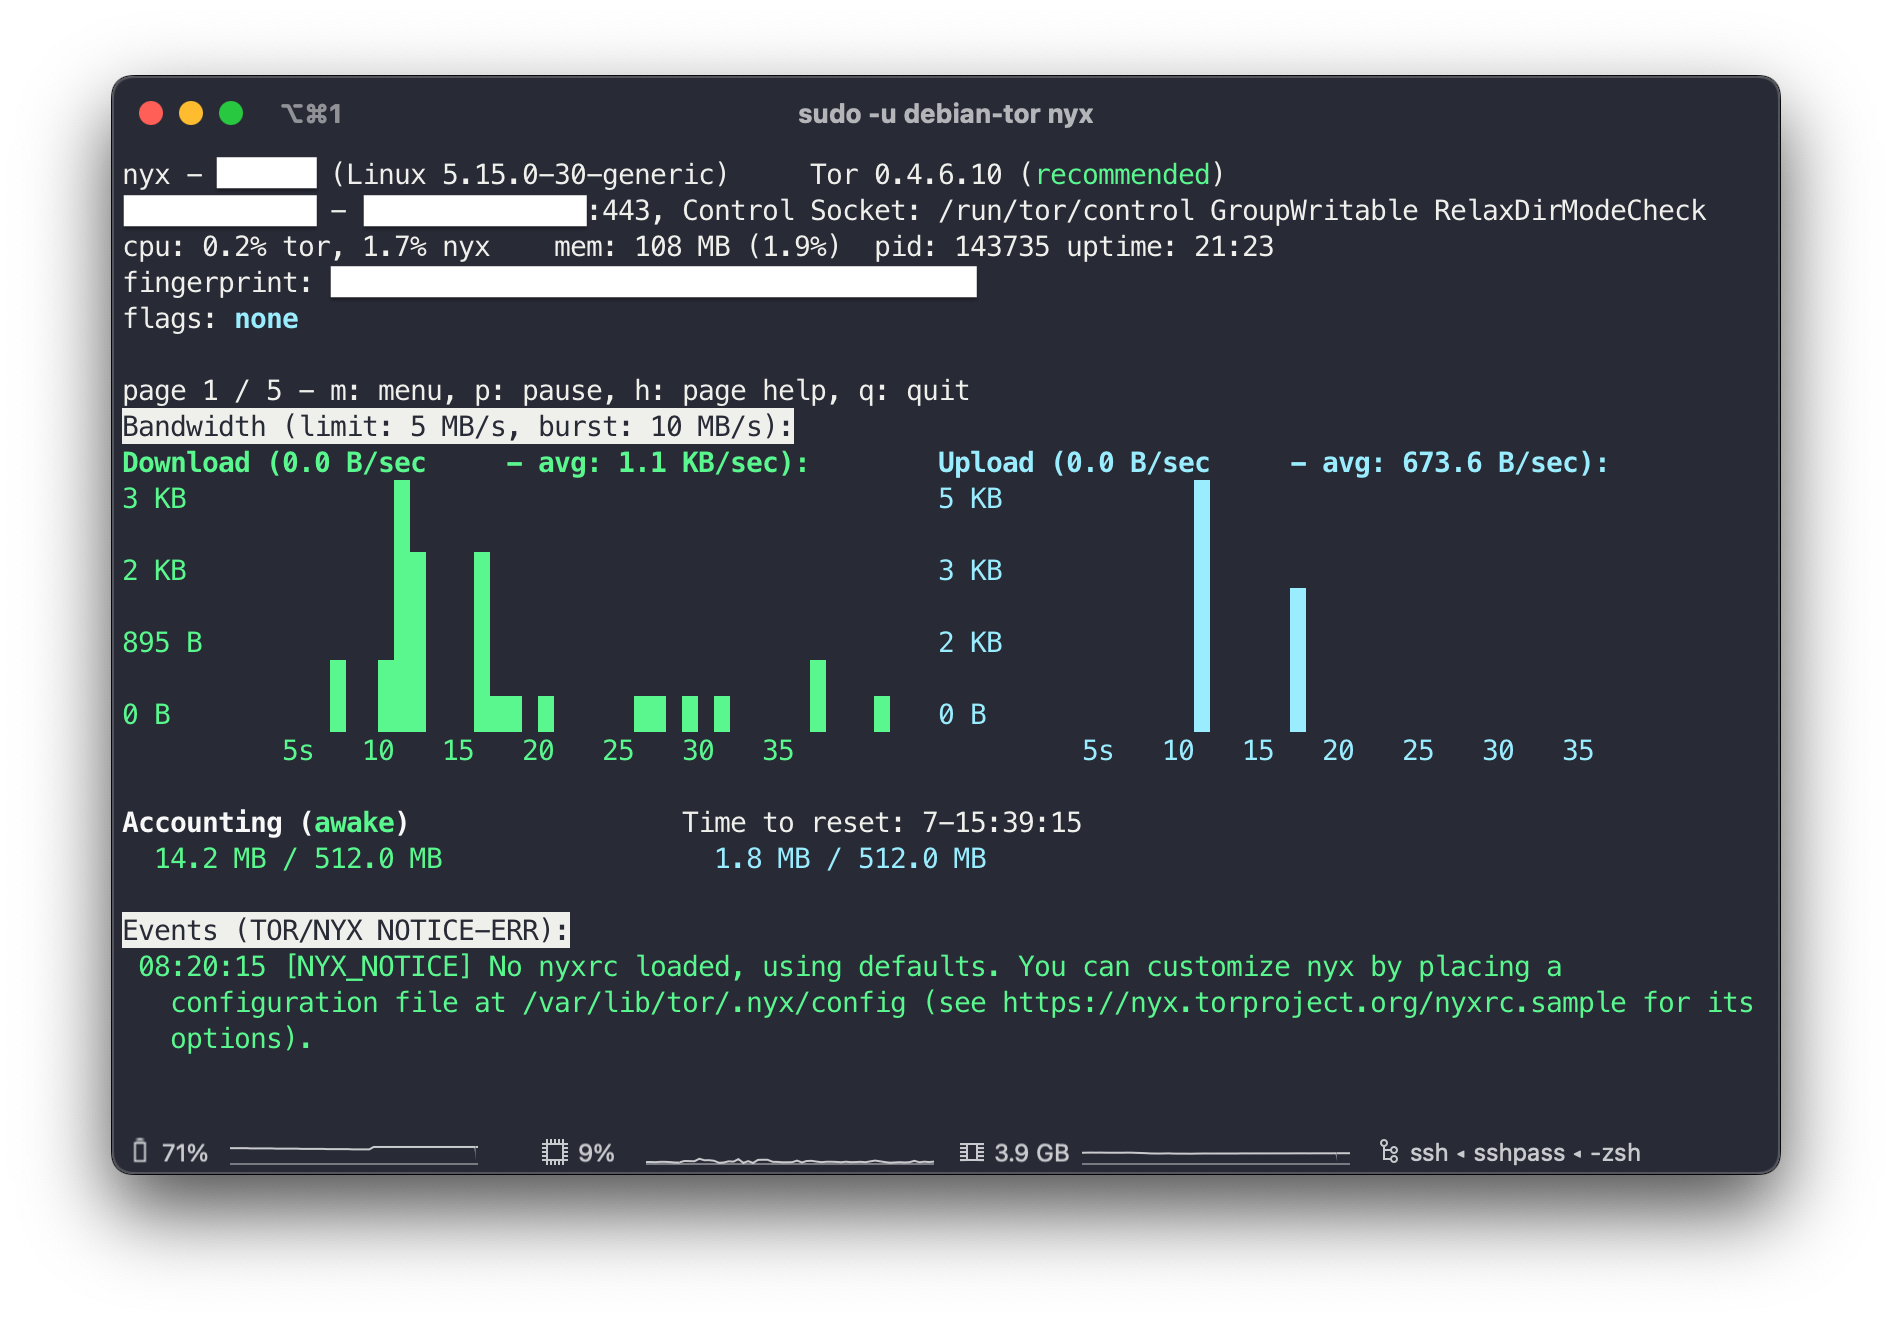 ⌥⌘1 sudo -u debian-tor nyx
nyx - (Linux 5.15.0-30-generic) Tor 0.4.6.10 (recommended)
- :443, Control Socket: /run/tor/control GroupWritable RelaxDirModeCheck
cpu: 0.2% tor, 1.7% nyx mem: 108 MB (1.9%) pid: 143735 uptime: 21:23
fingerprint:
flags: none
page 1 / 5 - m: menu, p: pause, h: page help, q: quit
Bandwidth (limit: 5 MB/s, burst: 10 MB/s):
Download (0.0 B/sec - avg: 1.1 KB/sec): Upload (0.0 B/sec - avg: 673.6 B/sec):
3 KB 5 KB
2 KB 3 KB
895 B 2 KB
0 B 0 B
5s 10 15 20 25 30 35 5s 10 15 20 25 30 35
Accounting (awake) Time to reset: 7-15:39:15
14.2 MB / 512.0 MB 1.8 MB / 512.0 MB
Events (TOR/NYX NOTICE-ERR):
08:20:15 [NYX_NOTICE] No nyxrc loaded, using defaults. You can customize nyx by placing a
configuration file at /var/lib/tor/.nyx/config (see https://nyx.torproject.org/nyxrc.sample for its
options).
71% 9% 3.9 GB ssh ◂ sshpass ◂ -zsh